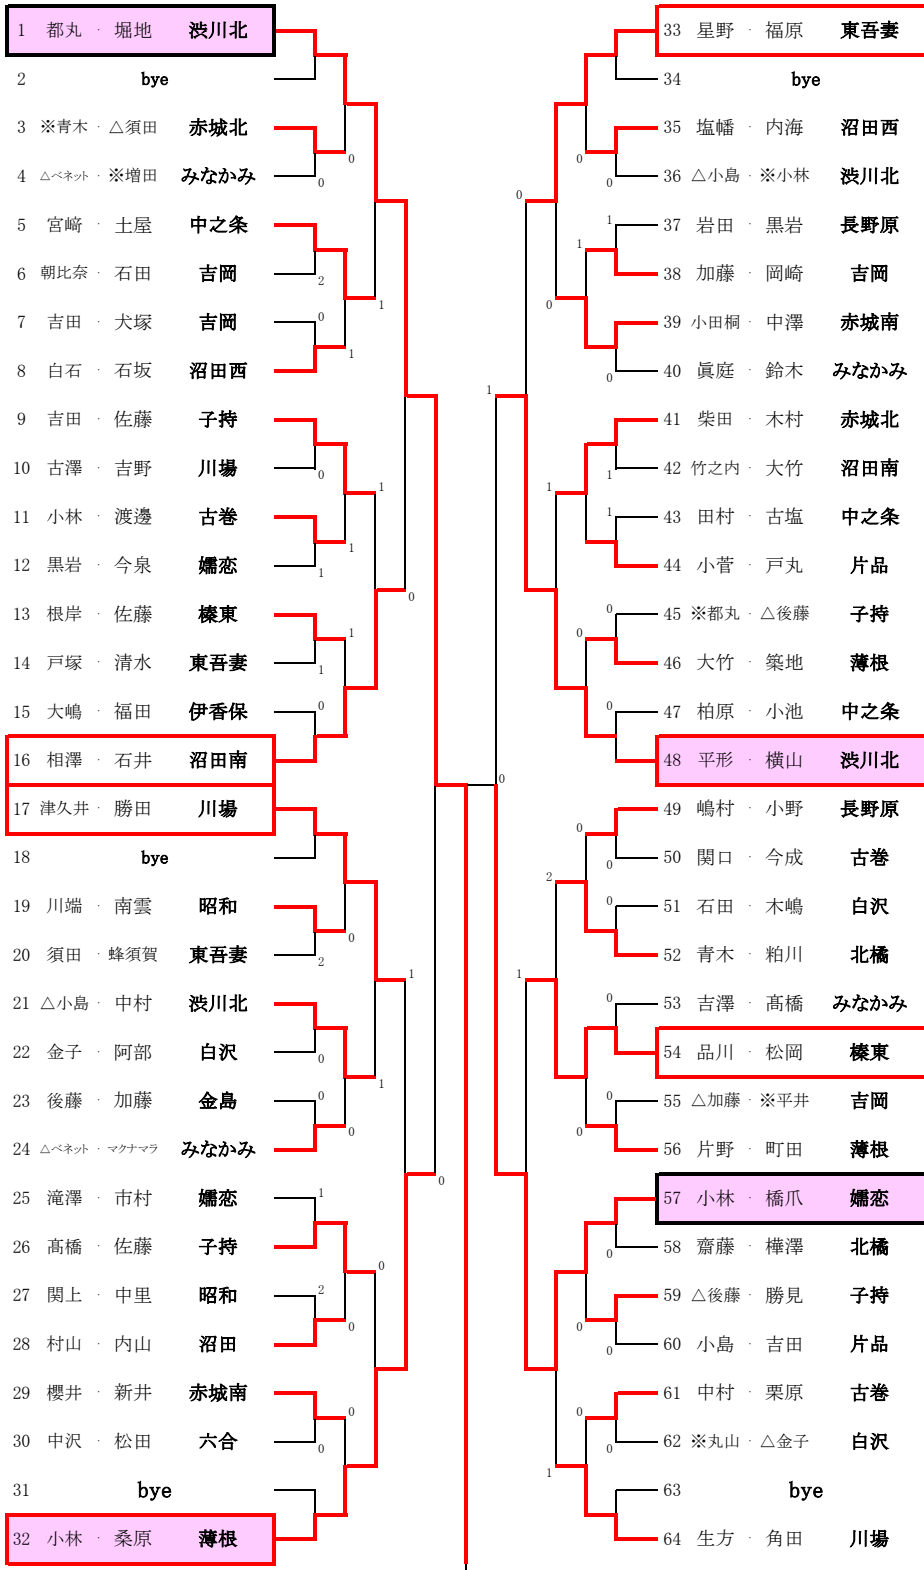 1 都丸 · 堀地 渋川北
2 bye
3 ※青木 · △須田 赤城北
0
4 △ベネット · ※増田 みなかみ
0
5 宮﨑 · 土屋 中之条
6 朝比奈 · 石田 吉岡
2
1
7 吉田 · 犬塚 吉岡
0
1
8 白石 · 石坂 沼田西
9 吉田 · 佐藤 子持
10 古澤 · 吉野 川場
0
1
11 小林 · 渡邊 古巻
1
12 黒岩 · 今泉 嬬恋
1
0
13 根岸 · 佐藤 榛東
1
14 戸塚 · 清水 東吾妻
1
15 大嶋 · 福田 伊香保
0
16 相澤 · 石井 沼田南
17 津久井 · 勝田 川場
18 bye
19 川端 · 南雲 昭和
0
20 須田 · 蜂須賀 東吾妻
2
1
21 △小島 · 中村 渋川北
22 金子 · 阿部 白沢
0
1
23 後藤 · 加藤 金島
0
0
24 △ベネット · マクナマラ みなかみ
0
25 滝澤 · 市村 嬬恋
1
26 髙橋 · 佐藤 子持
0
27 関上 · 中里 昭和
2
0
28 村山 · 内山 沼田
29 櫻井 · 新井 赤城南
0
30 中沢 · 松田 六合
0
31 bye
32 小林 · 桑原 薄根
33 星野 · 福原 東吾妻
34 bye
35 塩幡 · 内海 沼田西
0
36 △小島 · ※小林 渋川北
0
0
37 岩田 · 黒岩 長野原
1
1
38 加藤 · 岡崎 吉岡
0
39 小田桐 · 中澤 赤城南
40 眞庭 · 鈴木 みなかみ
0
1
41 柴田 · 木村 赤城北
42 竹之内 · 大竹 沼田南
1
1
43 田村 · 古塩 中之条
1
44 小菅 · 戸丸 片品
45 ※都丸 · △後藤 子持
0
0
46 大竹 · 築地 薄根
47 柏原 · 小池 中之条
0
48 平形 · 横山 渋川北
0
49 嶋村 · 小野 長野原
0
50 関口 · 今成 古巻
0
2
51 石田 · 木嶋 白沢
0
52 青木 · 粕川 北橘
1
53 吉澤 · 髙橋 みなかみ
0
54 品川 · 松岡 榛東
55 △加藤 · ※平井 吉岡
0
0
56 片野 · 町田 薄根
57 小林 · 橋爪 嬬恋
58 齋藤 · 樺澤 北橘
0
59 △後藤 · 勝見 子持
0
60 小島 · 吉田 片品
0
61 中村 · 栗原 古巻
0
62 ※丸山 · △金子 白沢
0
1
63 bye
64 生方 · 角田 川場